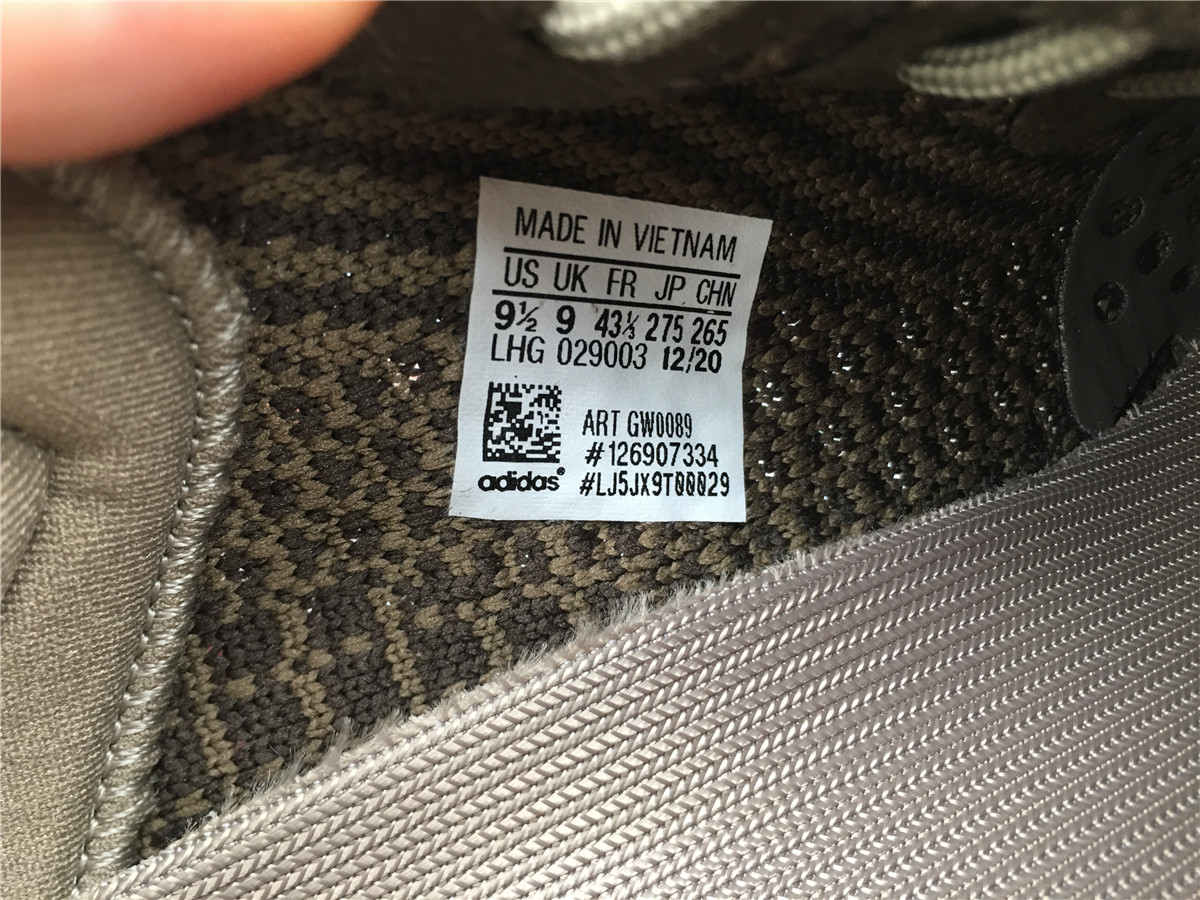 MADE IN VIETNAM
US UK FR JP CHN
9½ 9 43⅓ 275 265
LHG 029003 12/20
ART GW0089
#126907334
adidas® #LJ5JX9T00029